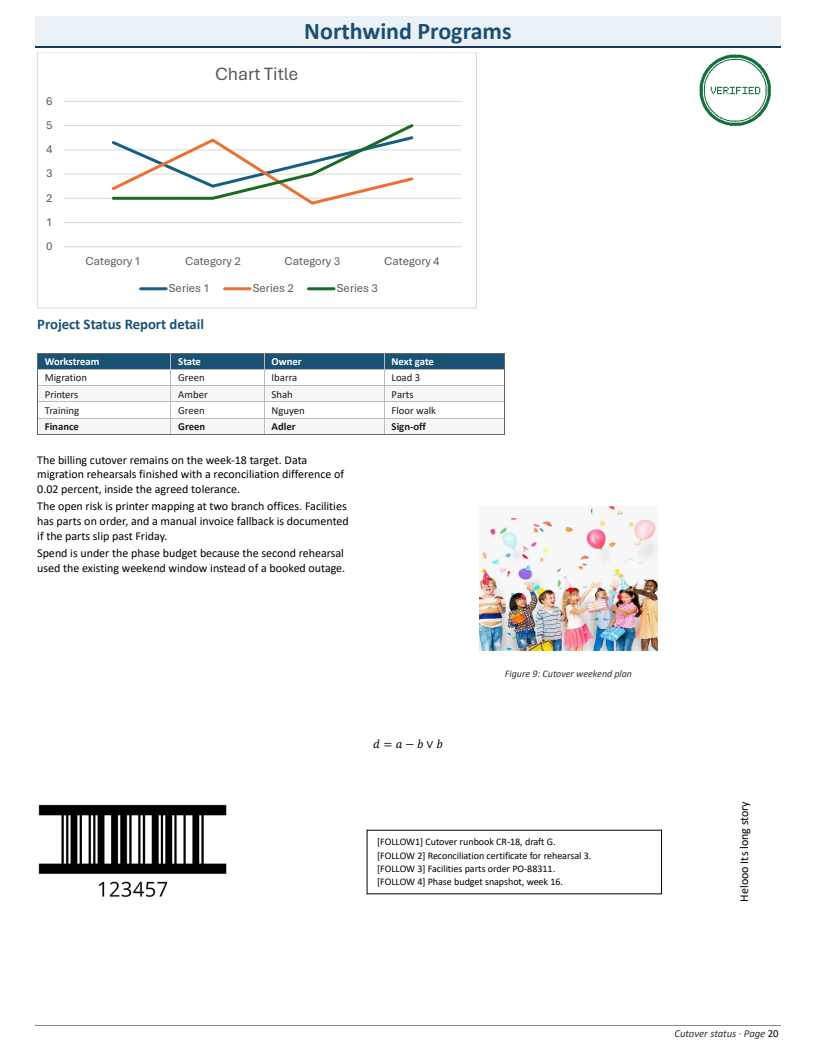 Northwind Programs
Chart Title
VERIFIED
6
5
4
3
2
1
0
Category 1 Category 2 Category 3 Category 4
Series 1 Series 2 Series 3
Project Status Report detail
Workstream State Owner Next gate
Migration Green Ibarra Load 3
Printers Amber Shah Parts
Training Green Nguyen Floor walk
Finance Green Adler Sign-off
The billing cutover remains on the week-18 target. Data
migration rehearsals finished with a reconciliation difference of
0.02 percent, inside the agreed tolerance.
The open risk is printer mapping at two branch offices. Facilities
has parts on order, and a manual invoice fallback is documented
if the parts slip past Friday.
Spend is under the phase budget because the second rehearsal
used the existing weekend window instead of a booked outage.
Figure 9: Cutover weekend plan
d = a − b ∨ b
123457
[FOLLOW1] Cutover runbook CR-18, draft G.
[FOLLOW 2] Reconciliation certificate for rehearsal 3.
[FOLLOW 3] Facilities parts order PO-88311.
[FOLLOW 4] Phase budget snapshot, week 16.
Helooo Its long story
Cutover status · Page 20